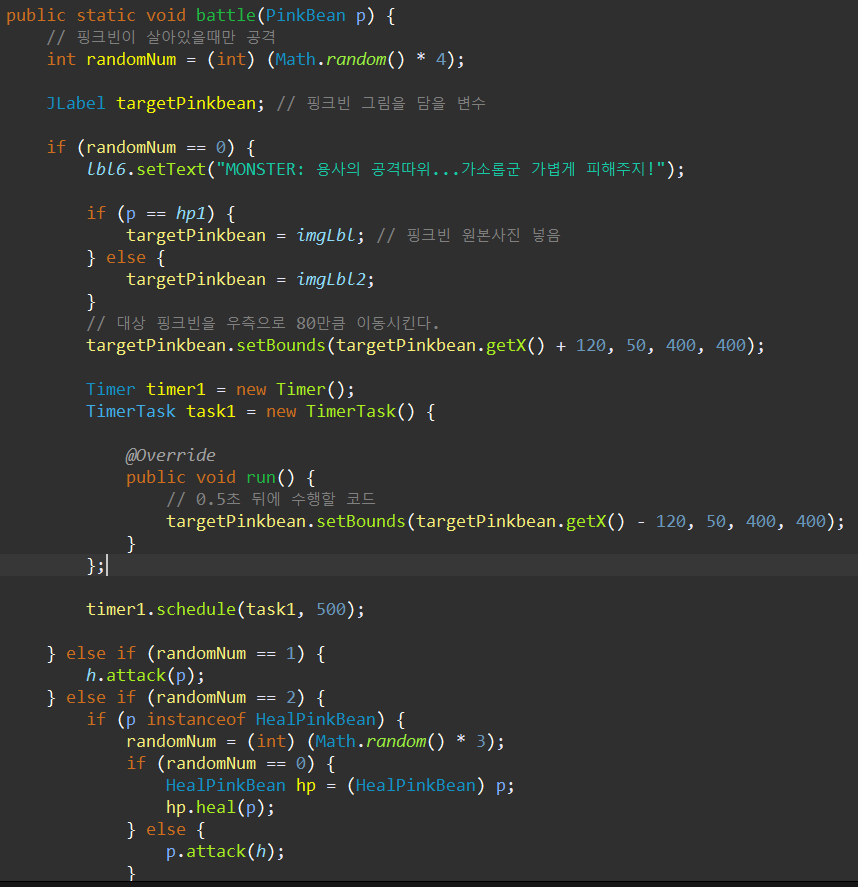 public static void battle(PinkBean p) {
// 핑크빈이 살아있을때만 공격
int randomNum = (int) (Math.random() * 4);
JLabel targetPinkbean; // 핑크빈 그림을 담을 변수
if (randomNum == 0) {
lbl6.setText("MONSTER: 용사의 공격따위...가소롭군 가볍게 피해주지!");
if (p == hp1) {
targetPinkbean = imgLbl; // 핑크빈 원본사진 넣음
} else {
targetPinkbean = imgLbl2;
}
// 대상 핑크빈을 우측으로 80만큼 이동시킨다.
targetPinkbean.setBounds(targetPinkbean.getX() + 120, 50, 400, 400);
Timer timer1 = new Timer();
TimerTask task1 = new TimerTask() {
@Override
public void run() {
// 0.5초 뒤에 수행할 코드
targetPinkbean.setBounds(targetPinkbean.getX() - 120, 50, 400, 400);
}
};
timer1.schedule(task1, 500);
} else if (randomNum == 1) {
h.attack(p);
} else if (randomNum == 2) {
if (p instanceof HealPinkBean) {
randomNum = (int) (Math.random() * 3);
if (randomNum == 0) {
HealPinkBean hp = (HealPinkBean) p;
hp.heal(p);
} else {
p.attack(h);
}